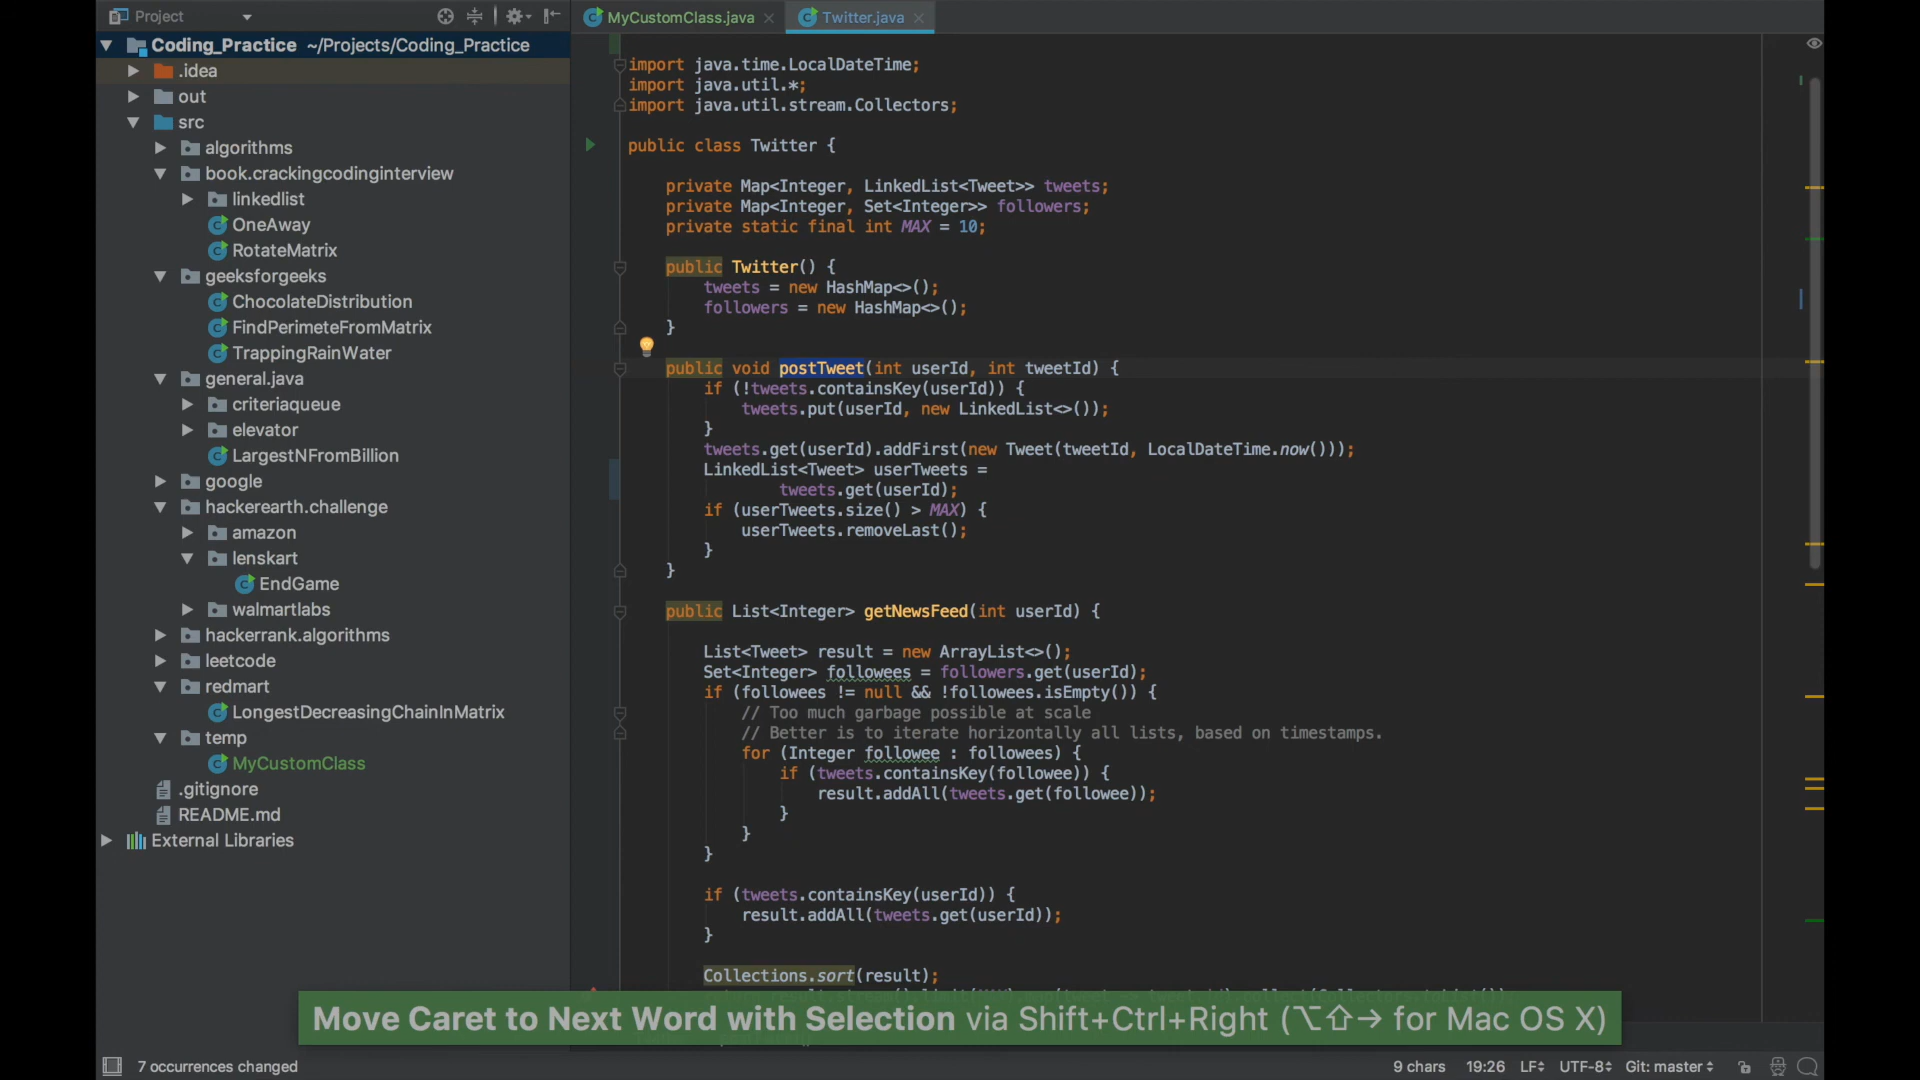 Project
MyCustomClass.java
Twitter.java
Coding_Practice ~/Projects/Coding_Practice
.idea
out
src
algorithms
book.crackingcodinginterview
linkedlist
OneAway
RotateMatrix
geeksforgeeks
ChocolateDistribution
FindPerimeteFromMatrix
TrappingRainWater
general.java
criteriaqueue
elevator
LargestNFromBillion
google
hackerearth.challenge
amazon
lenskart
EndGame
walmartlabs
hackerrank.algorithms
leetcode
redmart
LongestDecreasingChainInMatrix
temp
MyCustomClass
.gitignore
README.md
External Libraries
import java.time.LocalDateTime;
import java.util.*;
import java.util.stream.Collectors;
public class Twitter {
private Map<Integer, LinkedList<Tweet>> tweets;
private Map<Integer, Set<Integer>> followers;
private static final int MAX = 10;
public Twitter() {
tweets = new HashMap<>();
followers = new HashMap<>();
}
public void postTweet(int userId, int tweetId) {
if (!tweets.containsKey(userId)) {
tweets.put(userId, new LinkedList<>());
}
tweets.get(userId).addFirst(new Tweet(tweetId, LocalDateTime.now()));
LinkedList<Tweet> userTweets =
tweets.get(userId);
if (userTweets.size() > MAX) {
userTweets.removeLast();
}
}
public List<Integer> getNewsFeed(int userId) {
List<Tweet> result = new ArrayList<>();
Set<Integer> followees = followers.get(userId);
if (followees != null && !followees.isEmpty()) {
// Too much garbage possible at scale
// Better is to iterate horizontally all lists, based on timestamps.
for (Integer followee : followees) {
if (tweets.containsKey(followee)) {
result.addAll(tweets.get(followee));
}
}
}
if (tweets.containsKey(userId)) {
result.addAll(tweets.get(userId));
}
Collections.sort(result);
Move Caret to Next Word with Selection via Shift+Ctrl+Right (⌥⇧→ for Mac OS X)
7 occurrences changed
9 chars 19:26 LF UTF-8 Git: master